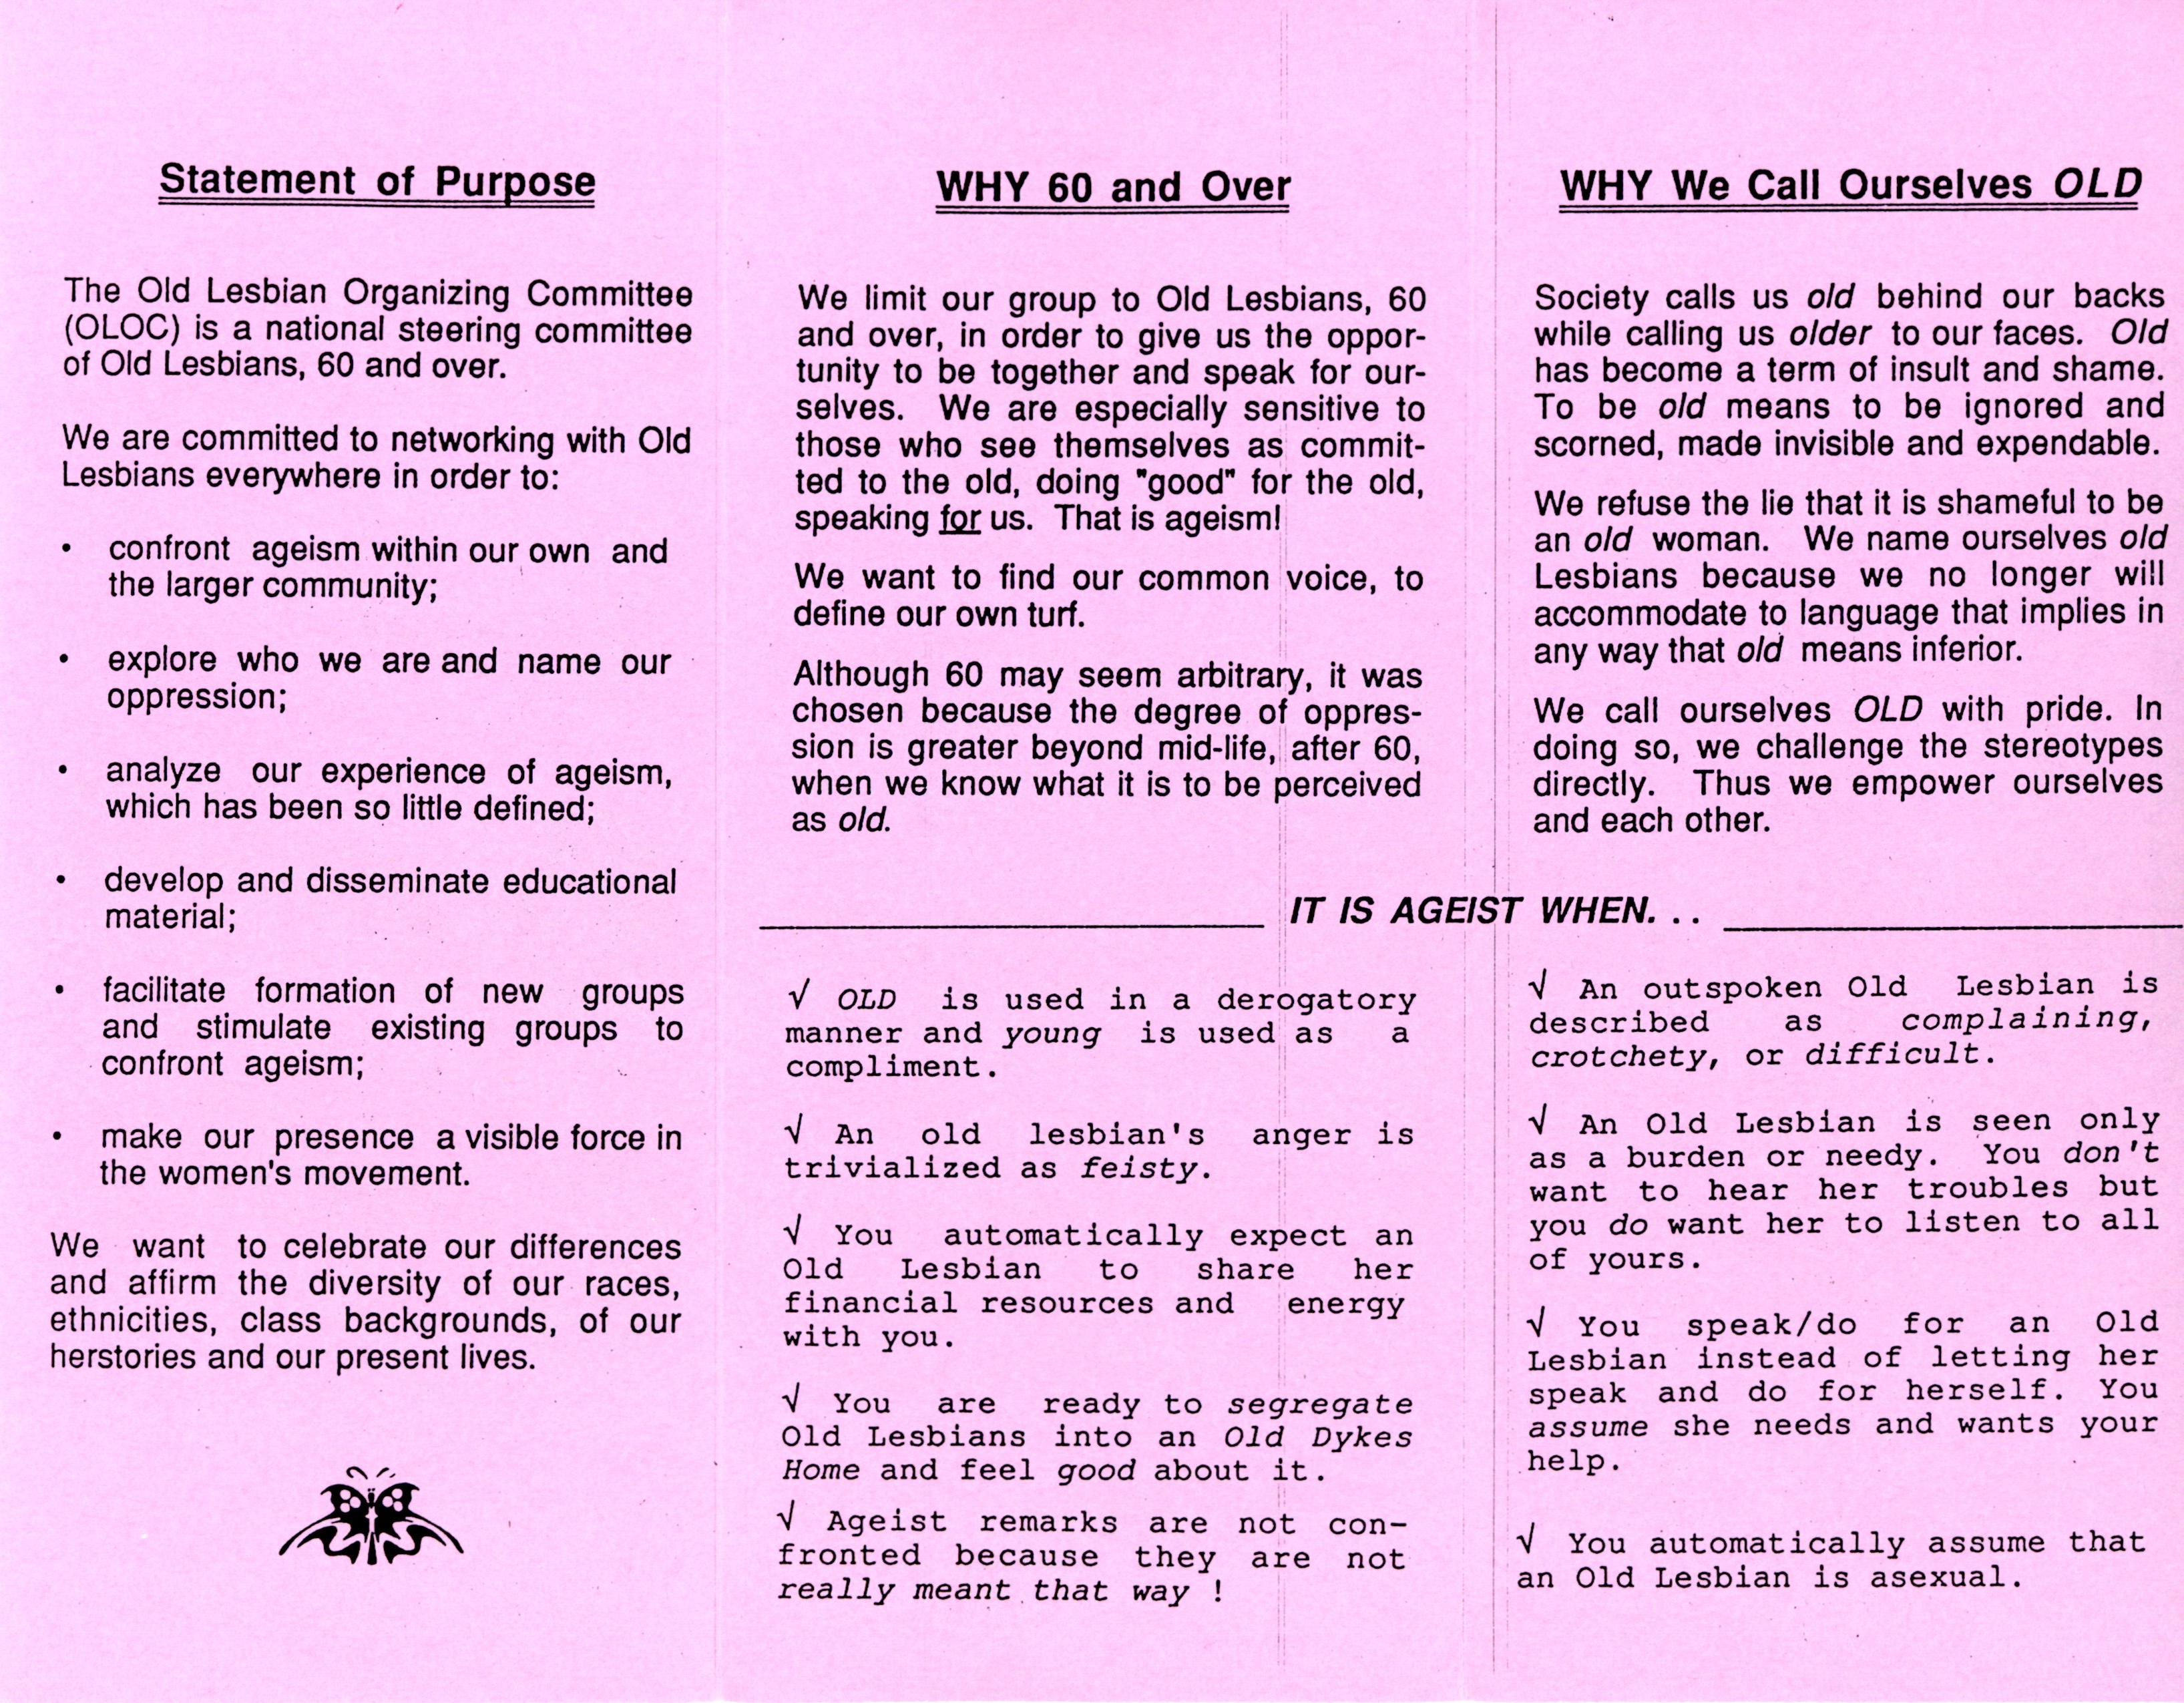 Statement of Purpose
The Old Lesbian Organizing Committee
(OLOC) is a national steering committee
of Old Lesbians, 60 and over.
We are committed to networking with Old
Lesbians everywhere in order to:
• confront ageism within our own and
the larger community;
• explore who we are and name our
oppression;
• analyze our experience of ageism,
which has been so little defined;
• develop and disseminate educational
material;
• facilitate formation of new groups
and stimulate existing groups to
confront ageism;
• make our presence a visible force in
the women's movement.
We want to celebrate our differences
and affirm the diversity of our races,
ethnicities, class backgrounds, of our
herstories and our present lives.
WHY 60 and Over
We limit our group to Old Lesbians, 60
and over, in order to give us the oppor-
tunity to be together and speak for our-
selves. We are especially sensitive to
those who see themselves as commit-
ted to the old, doing "good" for the old,
speaking for us. That is ageism!
We want to find our common voice, to
define our own turf.
Although 60 may seem arbitrary, it was
chosen because the degree of oppres-
sion is greater beyond mid-life, after 60,
when we know what it is to be perceived
as old.
WHY We Call Ourselves OLD
Society calls us old behind our backs
while calling us older to our faces. Old
has become a term of insult and shame.
To be old means to be ignored and
scorned, made invisible and expendable.
We refuse the lie that it is shameful to be
an old woman. We name ourselves old
Lesbians because we no longer will
accommodate to language that implies in
any way that old means inferior.
We call ourselves OLD with pride. In
doing so, we challenge the stereotypes
directly. Thus we empower ourselves
and each other.
IT IS AGEIST WHEN. . .
√ OLD is used in a derogatory
manner and young is used as a
compliment.
√ An old lesbian's anger is
trivialized as feisty.
√ You automatically expect an
Old Lesbian to share her
financial resources and energy
with you.
√ You are ready to segregate
Old Lesbians into an Old Dykes
Home and feel good about it.
√ Ageist remarks are not con-
fronted because they are not
really meant that way !
√ An outspoken Old Lesbian is
described as complaining,
crotchety, or difficult.
√ An Old Lesbian is seen only
as a burden or needy. You don't
want to hear her troubles but
you do want her to listen to all
of yours.
√ You speak/do for an Old
Lesbian instead of letting her
speak and do for herself. You
assume she needs and wants your
help.
√ You automatically assume that
an Old Lesbian is asexual.